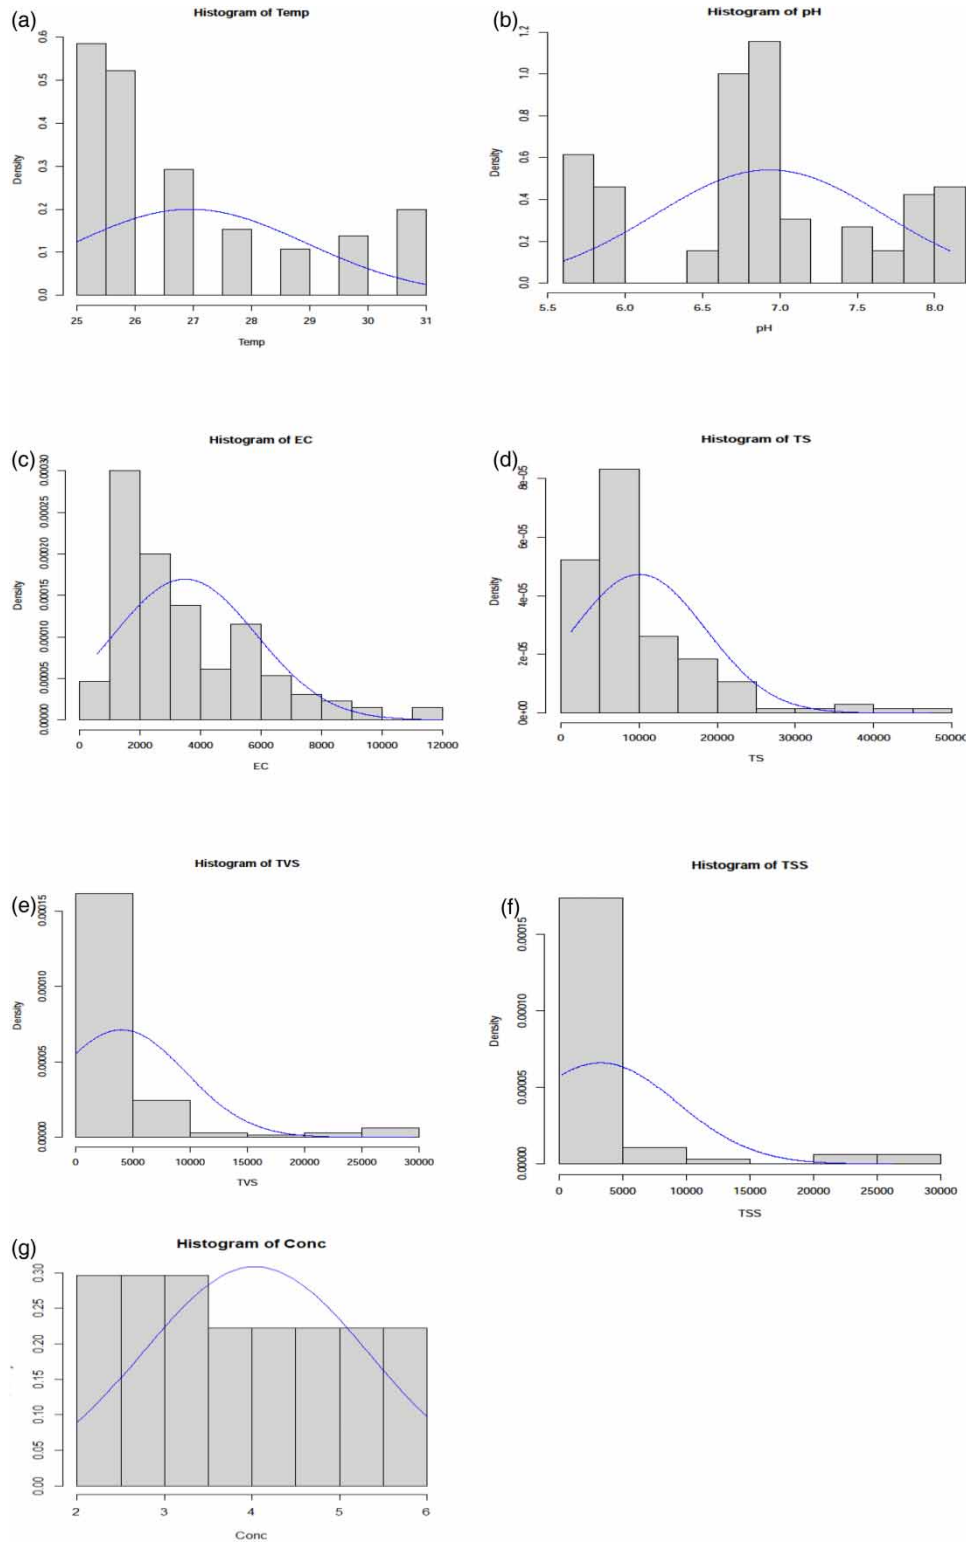 (a)
Histogram of Temp
0.6
0.5
0.4
0.3
0.2
0.1
0.0
Density
25 26 27 28 29 30 31
Temp
(b)
Histogram of pH
1.2
1.0
0.8
0.6
0.4
0.2
0.0
Density
5.5 6.0 6.5 7.0 7.5 8.0
pH
(c)
Histogram of EC
0.00030
0.00025
0.00020
0.00015
0.00010
0.00005
0.00000
Density
0 2000 4000 6000 8000 10000 12000
EC
(d)
Histogram of TS
8e-05
6e-05
4e-05
2e-05
0e+00
Density
0 10000 20000 30000 40000 50000
TS
(e)
Histogram of TVS
0.00015
0.00010
0.00005
0.00000
Density
0 5000 10000 15000 20000 25000 30000
TVS
(f)
Histogram of TSS
0.00015
0.00010
0.00005
0.00000
Density
0 5000 10000 15000 20000 25000 30000
TSS
(g)
Histogram of Conc
0.30
0.25
0.20
0.15
0.10
0.05
0.00
2 3 4 5 6
Conc